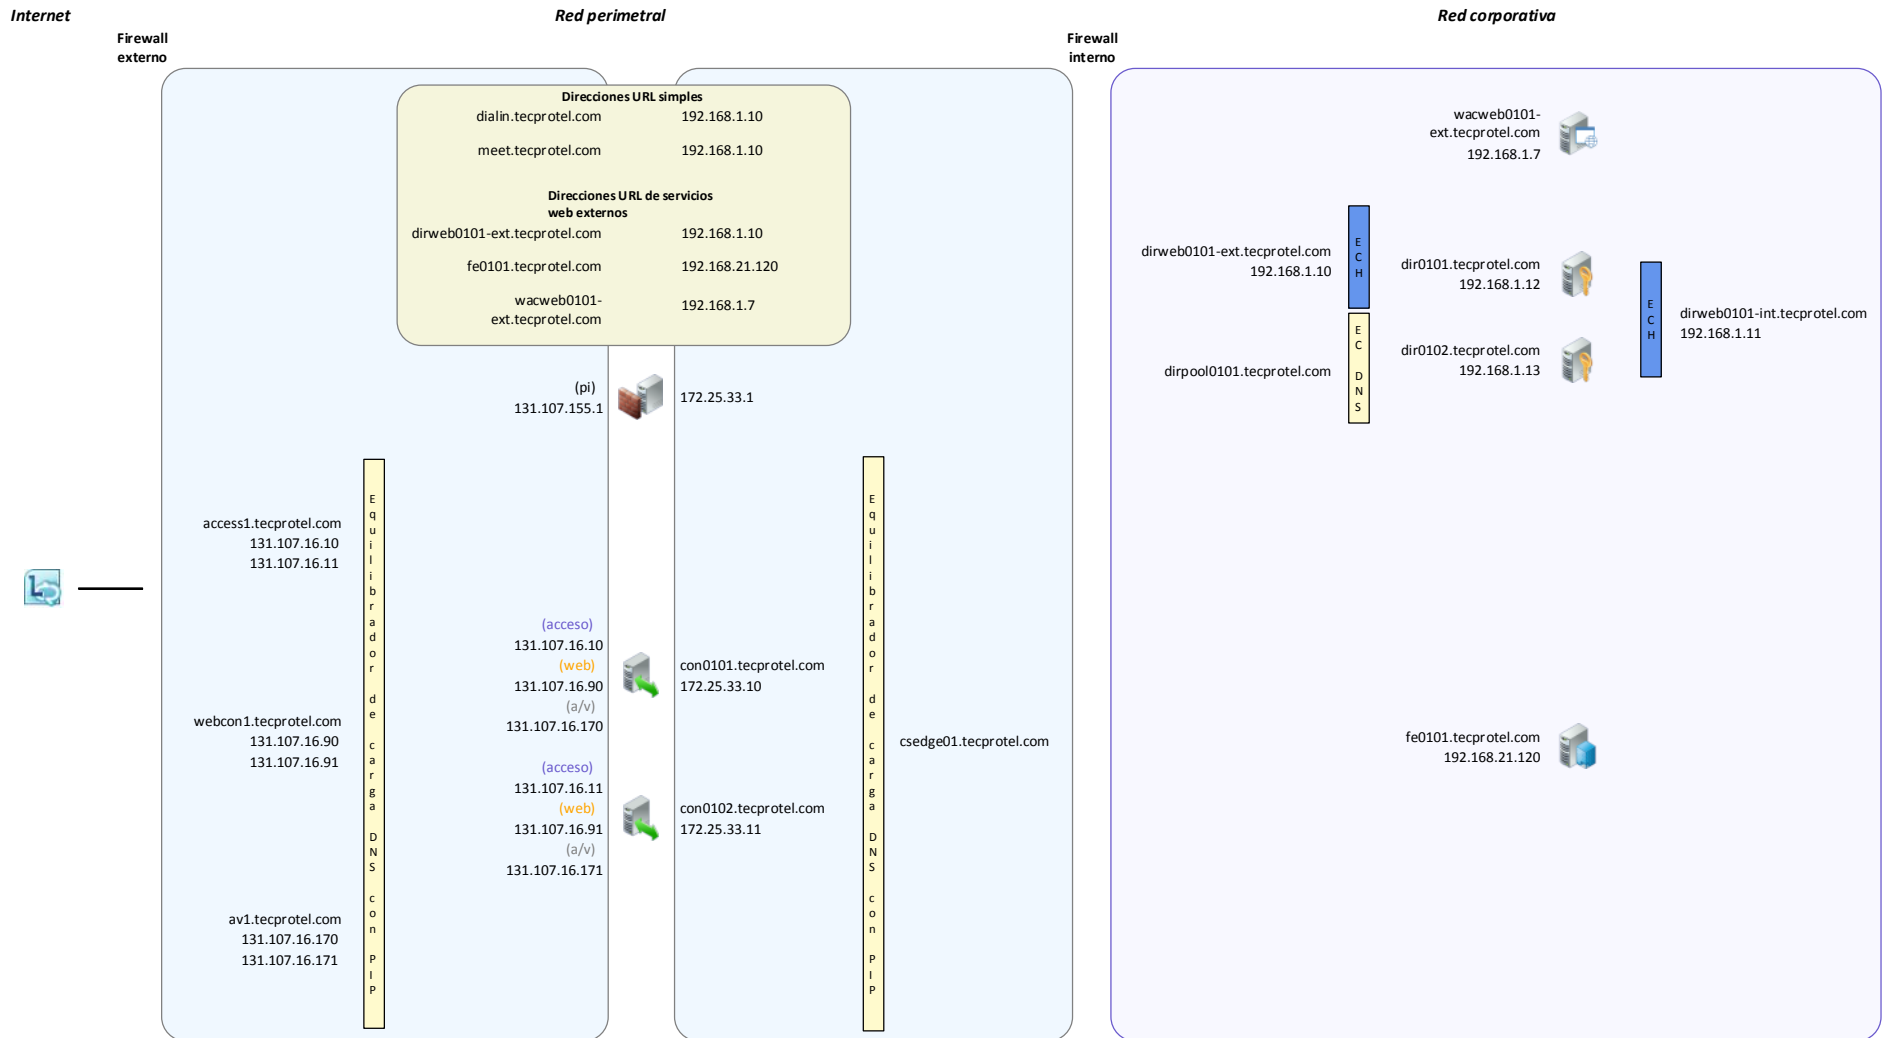 Internet
Red perimetral
Red corporativa
Firewall
externo
Firewall
interno
Direcciones URL simples
dialin.tecprotel.com 192.168.1.10
meet.tecprotel.com 192.168.1.10
Direcciones URL de servicios
web externos
dirweb0101-ext.tecprotel.com 192.168.1.10
fe0101.tecprotel.com 192.168.21.120
wacweb0101-
ext.tecprotel.com 192.168.1.7
(pi)
131.107.155.1
172.25.33.1
access1.tecprotel.com
131.107.16.10
131.107.16.11
webcon1.tecprotel.com
131.107.16.90
131.107.16.91
av1.tecprotel.com
131.107.16.170
131.107.16.171
Equilibrador de carga DNS con PIP
(acceso)
131.107.16.10
(web)
131.107.16.90
(a/v)
131.107.16.170
con0101.tecprotel.com
172.25.33.10
(acceso)
131.107.16.11
(web)
131.107.16.91
(a/v)
131.107.16.171
con0102.tecprotel.com
172.25.33.11
Equilibrador de carga DNS con PIP
csedge01.tecprotel.com
wacweb0101-
ext.tecprotel.com
192.168.1.7
dirweb0101-ext.tecprotel.com
192.168.1.10
ECH
dirpool0101.tecprotel.com
EC DNS
dir0101.tecprotel.com
192.168.1.12
dir0102.tecprotel.com
192.168.1.13
ECH
dirweb0101-int.tecprotel.com
192.168.1.11
fe0101.tecprotel.com
192.168.21.120
L